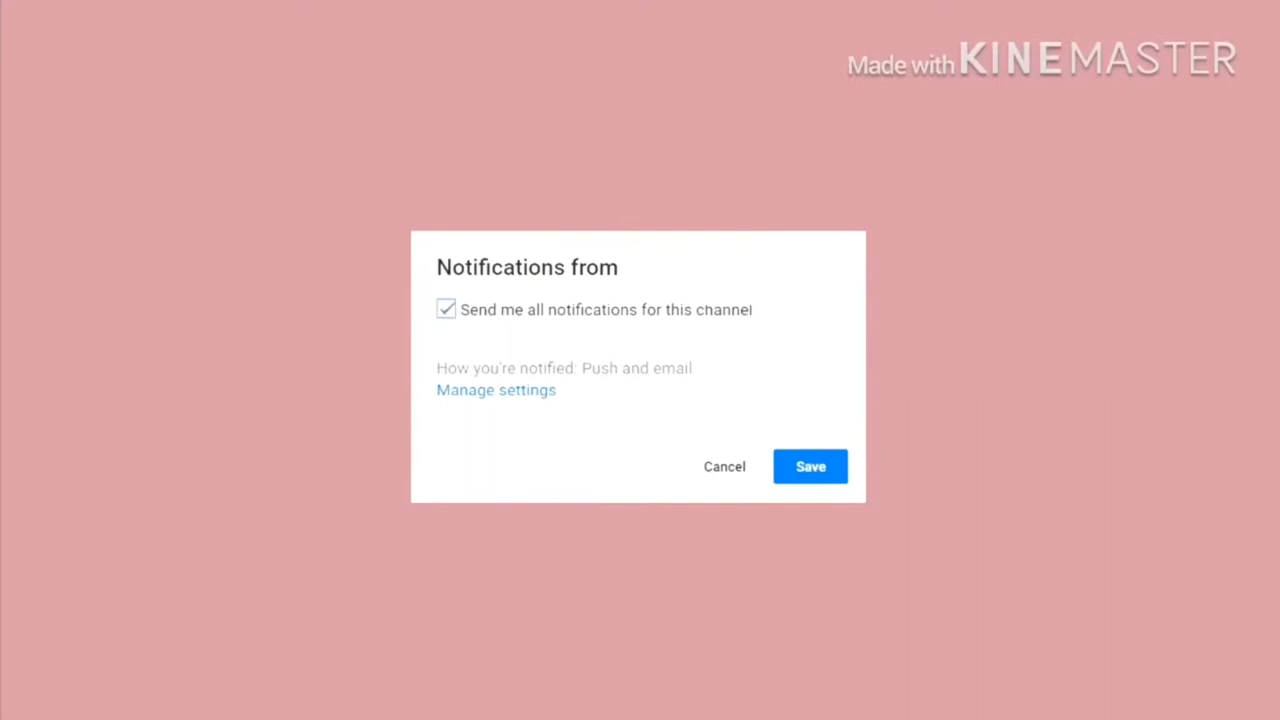 Made with KINEMASTER
Notifications from
Send me all notifications for this channel
How you're notified: Push and email
Manage settings
Cancel
Save